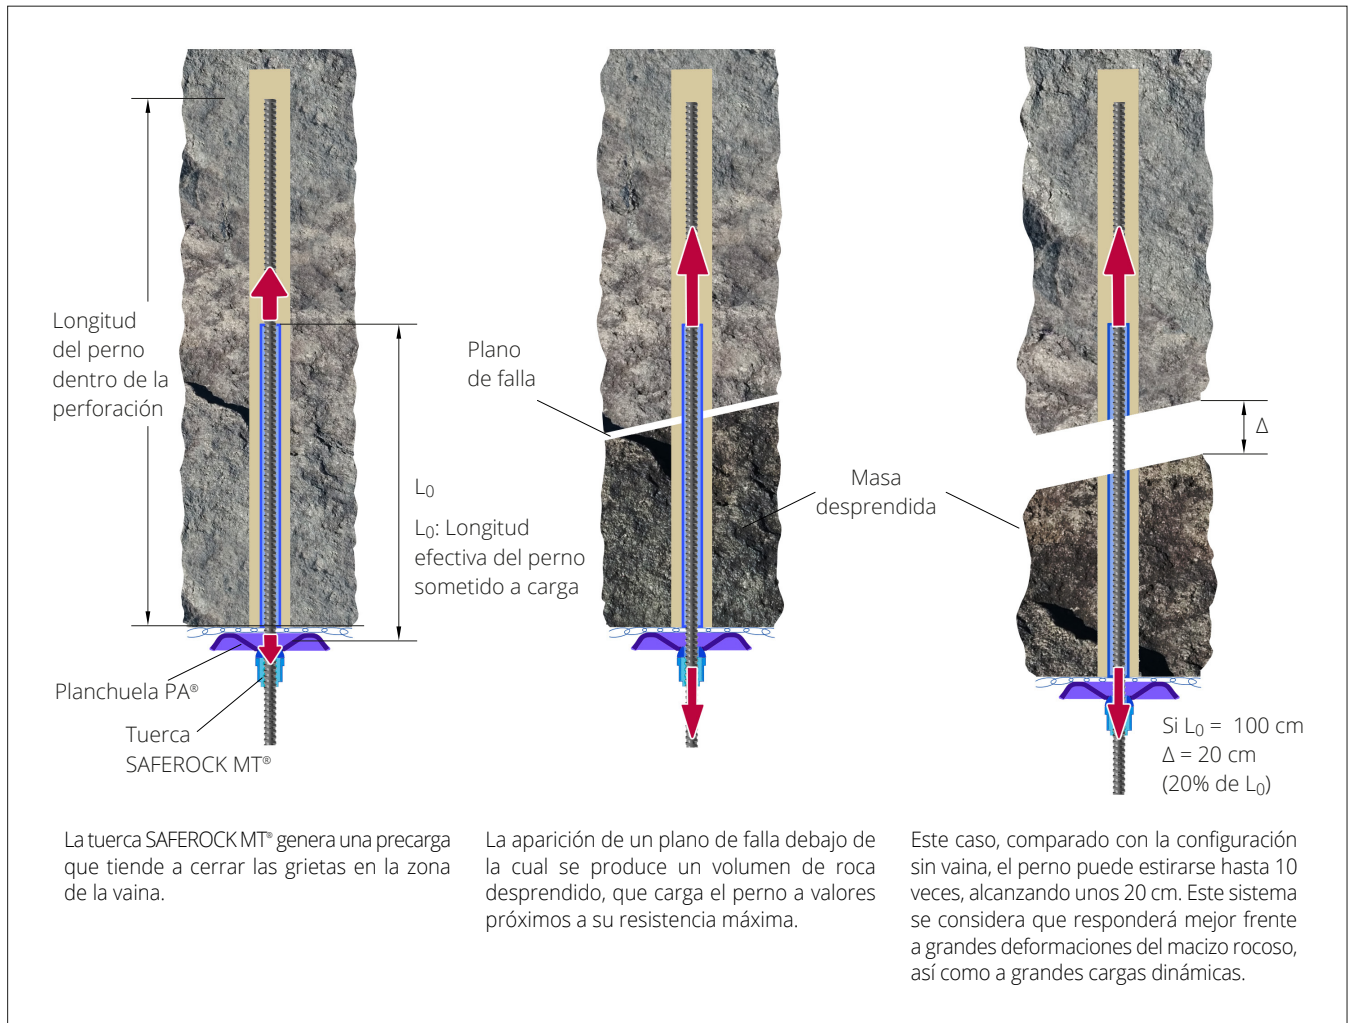 Longitud
del perno
dentro de la
perforación
L0
L0: Longitud
efectiva del perno
sometido a carga
Planchuela PA®
Tuerca
SAFEROCK MT®
Plano
de falla
Masa
desprendida
Δ
Si L0 = 100 cm
Δ = 20 cm
(20% de L0)
La tuerca SAFEROCK MT® genera una precarga
que tiende a cerrar las grietas en la zona
de la vaina.
La aparición de un plano de falla debajo de
la cual se produce un volumen de roca
desprendido, que carga el perno a valores
próximos a su resistencia máxima.
Este caso, comparado con la configuración
sin vaina, el perno puede estirarse hasta 10
veces, alcanzando unos 20 cm. Este sistema
se considera que responderá mejor frente
a grandes deformaciones del macizo rocoso,
así como a grandes cargas dinámicas.